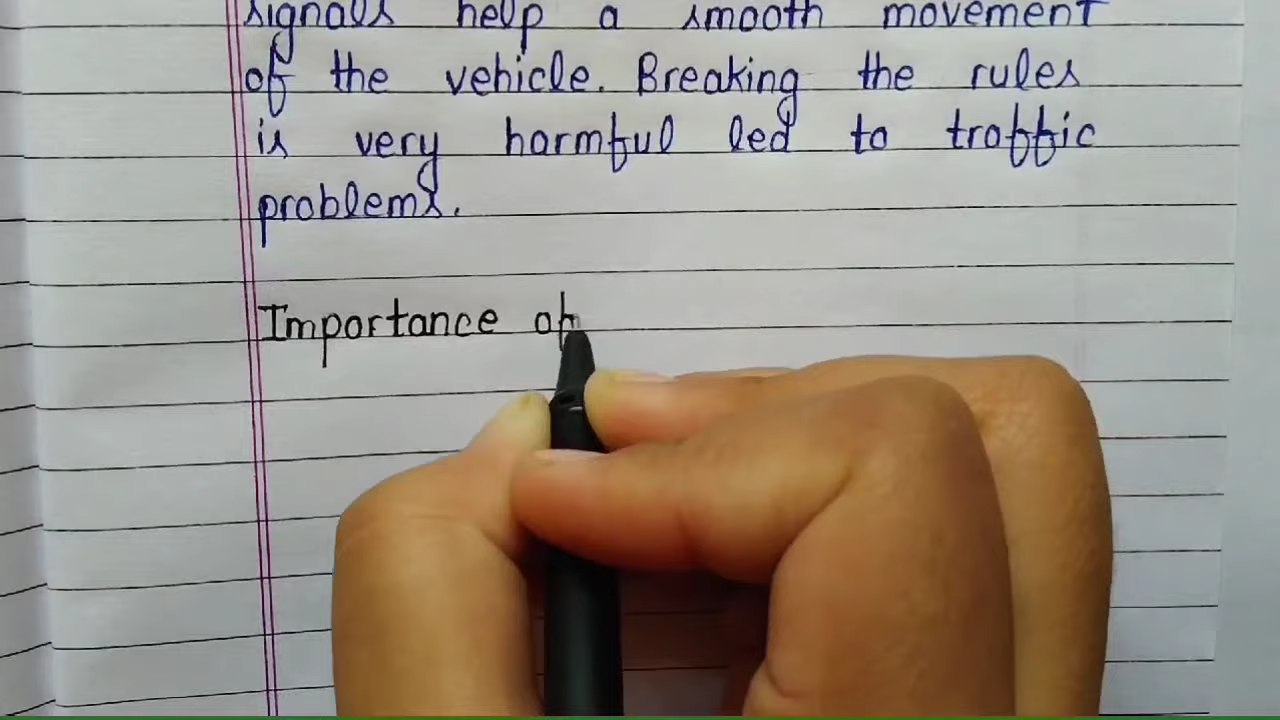 signals help a smooth movement
of the vehicle. Breaking the rules
is very harmful led to traffic
problems.
Importance of